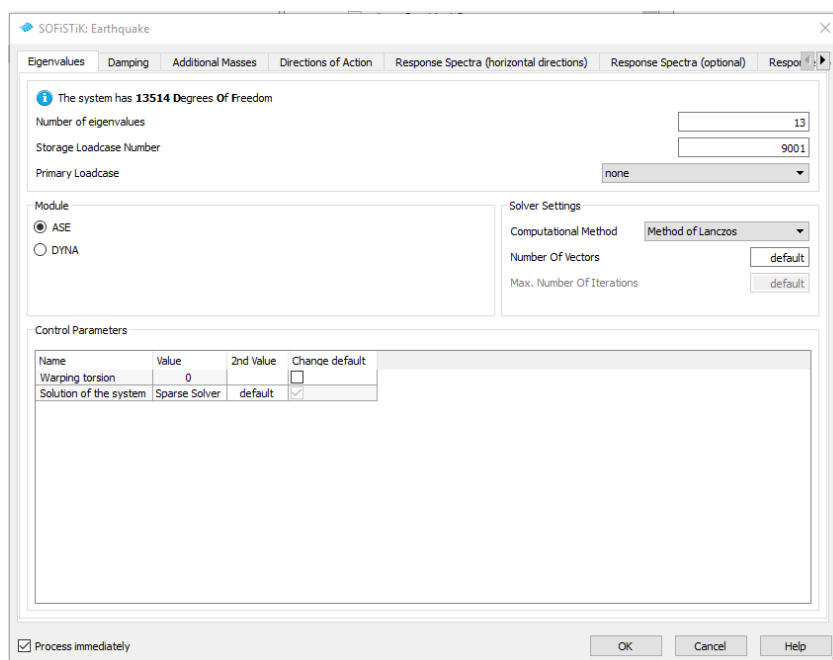 SOFiSTiK: Earthquake
Eigenvalues Damping Additional Masses Directions of Action Response Spectra (horizontal directions) Response Spectra (optional)
The system has 13514 Degrees Of Freedom
Number of eigenvalues 13
Storage Loadcase Number 9001
Primary Loadcase none
Module Solver Settings
ASE Computational Method Method of Lanczos
DYNA Number Of Vectors default
Max. Number Of Iterations default
Control Parameters
Name Value 2nd Value Change default
Warping torsion 0
Solution of the system Sparse Solver default
Process immediately OK Cancel Help